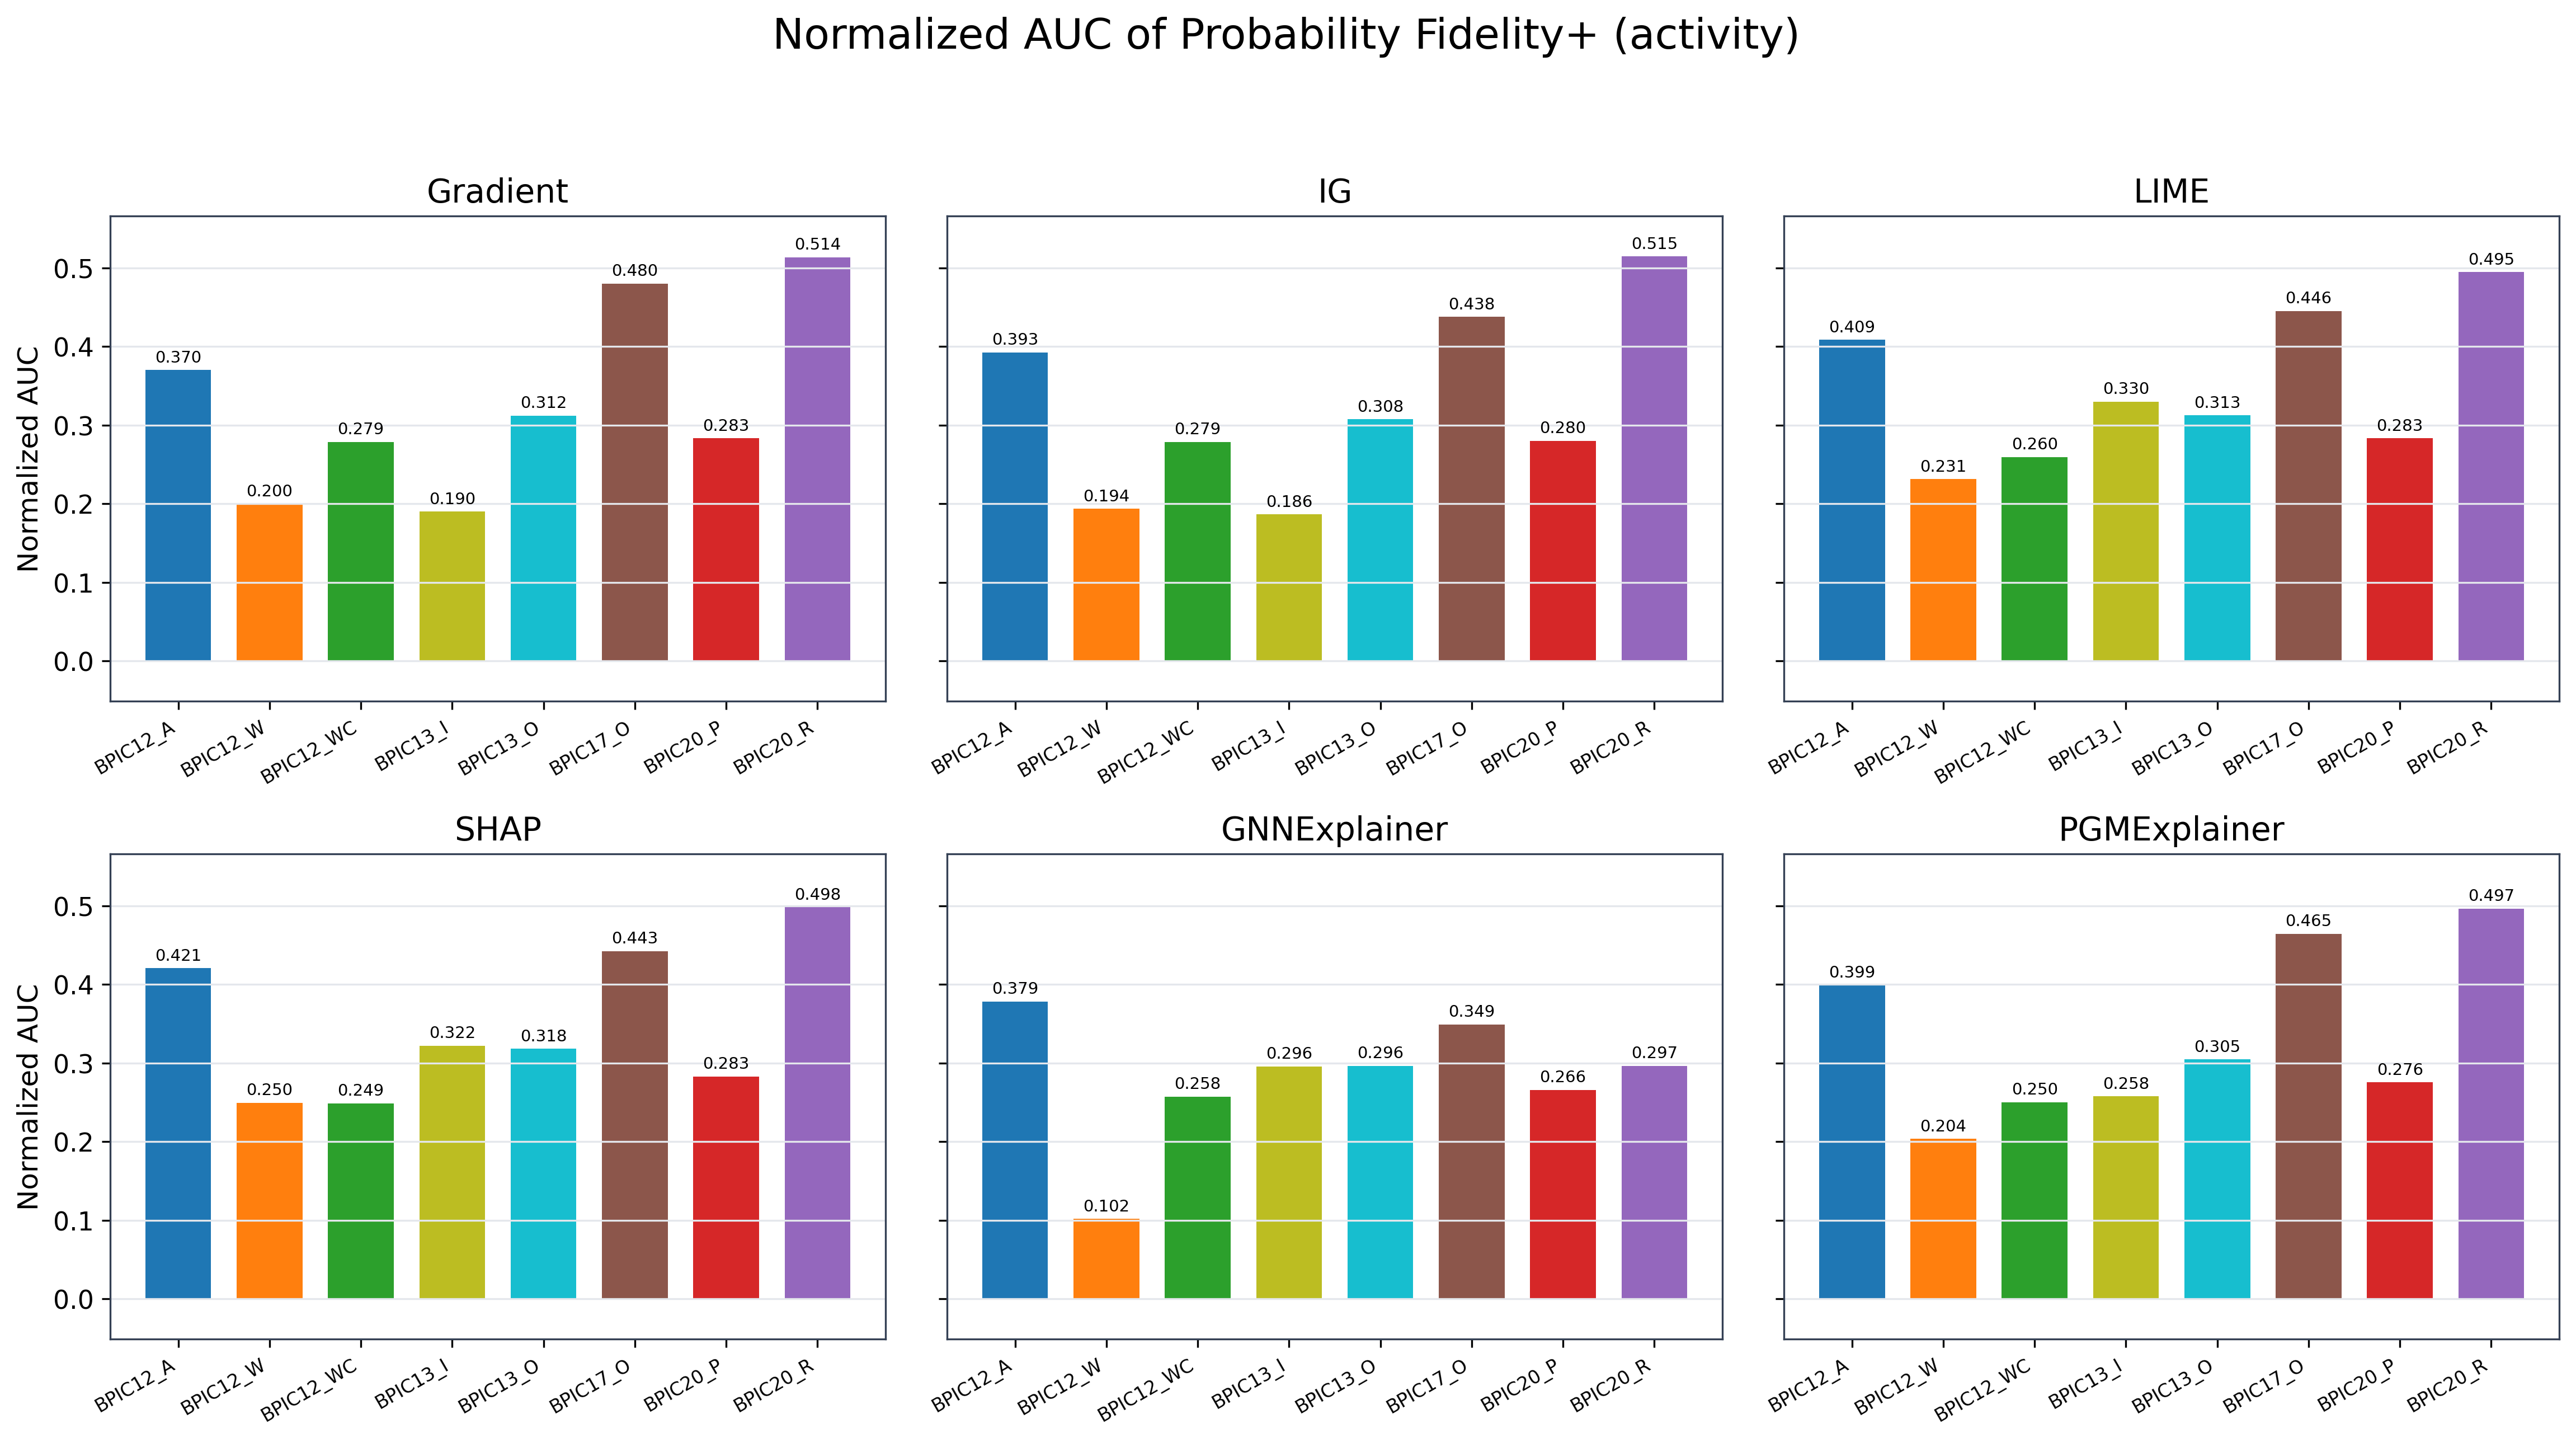 Normalized AUC of Probability Fidelity+ (activity)
Gradient
Normalized AUC
0.5
0.4
0.3
0.2
0.1
0.0
0.370
0.200
0.279
0.190
0.312
0.480
0.283
0.514
BPIC12_A
BPIC12_W
BPIC12_WC
BPIC13_I
BPIC13_O
BPIC17_O
BPIC20_P
BPIC20_R
IG
0.393
0.194
0.279
0.186
0.308
0.438
0.280
0.515
BPIC12_A
BPIC12_W
BPIC12_WC
BPIC13_I
BPIC13_O
BPIC17_O
BPIC20_P
BPIC20_R
LIME
0.409
0.231
0.260
0.330
0.313
0.446
0.283
0.495
BPIC12_A
BPIC12_W
BPIC12_WC
BPIC13_I
BPIC13_O
BPIC17_O
BPIC20_P
BPIC20_R
SHAP
Normalized AUC
0.5
0.4
0.3
0.2
0.1
0.0
0.421
0.250
0.249
0.322
0.318
0.443
0.283
0.498
BPIC12_A
BPIC12_W
BPIC12_WC
BPIC13_I
BPIC13_O
BPIC17_O
BPIC20_P
BPIC20_R
GNNExplainer
0.379
0.102
0.258
0.296
0.296
0.349
0.266
0.297
BPIC12_A
BPIC12_W
BPIC12_WC
BPIC13_I
BPIC13_O
BPIC17_O
BPIC20_P
BPIC20_R
PGMExplainer
0.399
0.204
0.250
0.258
0.305
0.465
0.276
0.497
BPIC12_A
BPIC12_W
BPIC12_WC
BPIC13_I
BPIC13_O
BPIC17_O
BPIC20_P
BPIC20_R